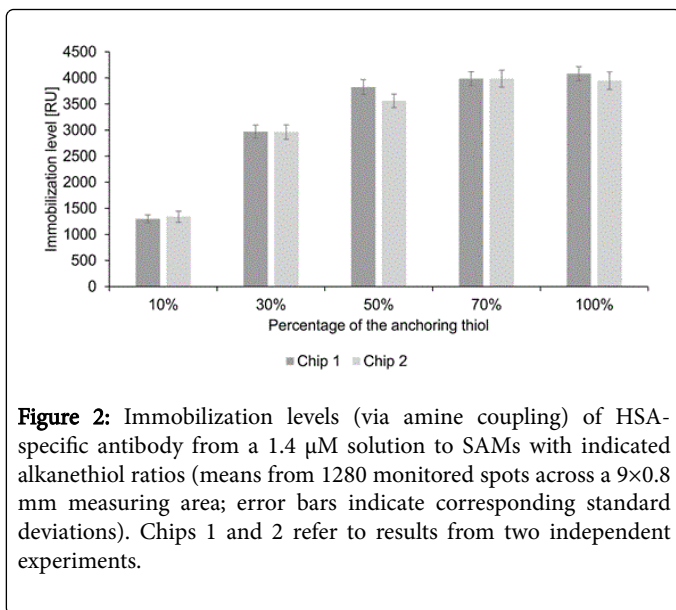 4500
4000
3500
3000
2500
2000
1500
1000
500
0
Immobilization level [RU]
10% 30% 50% 70% 100%
Percentage of the anchoring thiol
Chip 1 Chip 2
Figure 2: Immobilization levels (via amine coupling) of HSA-
specific antibody from a 1.4 μM solution to SAMs with indicated
alkanethiol ratios (means from 1280 monitored spots across a 9×0.8
mm measuring area; error bars indicate corresponding standard
deviations). Chips 1 and 2 refer to results from two independent
experiments.